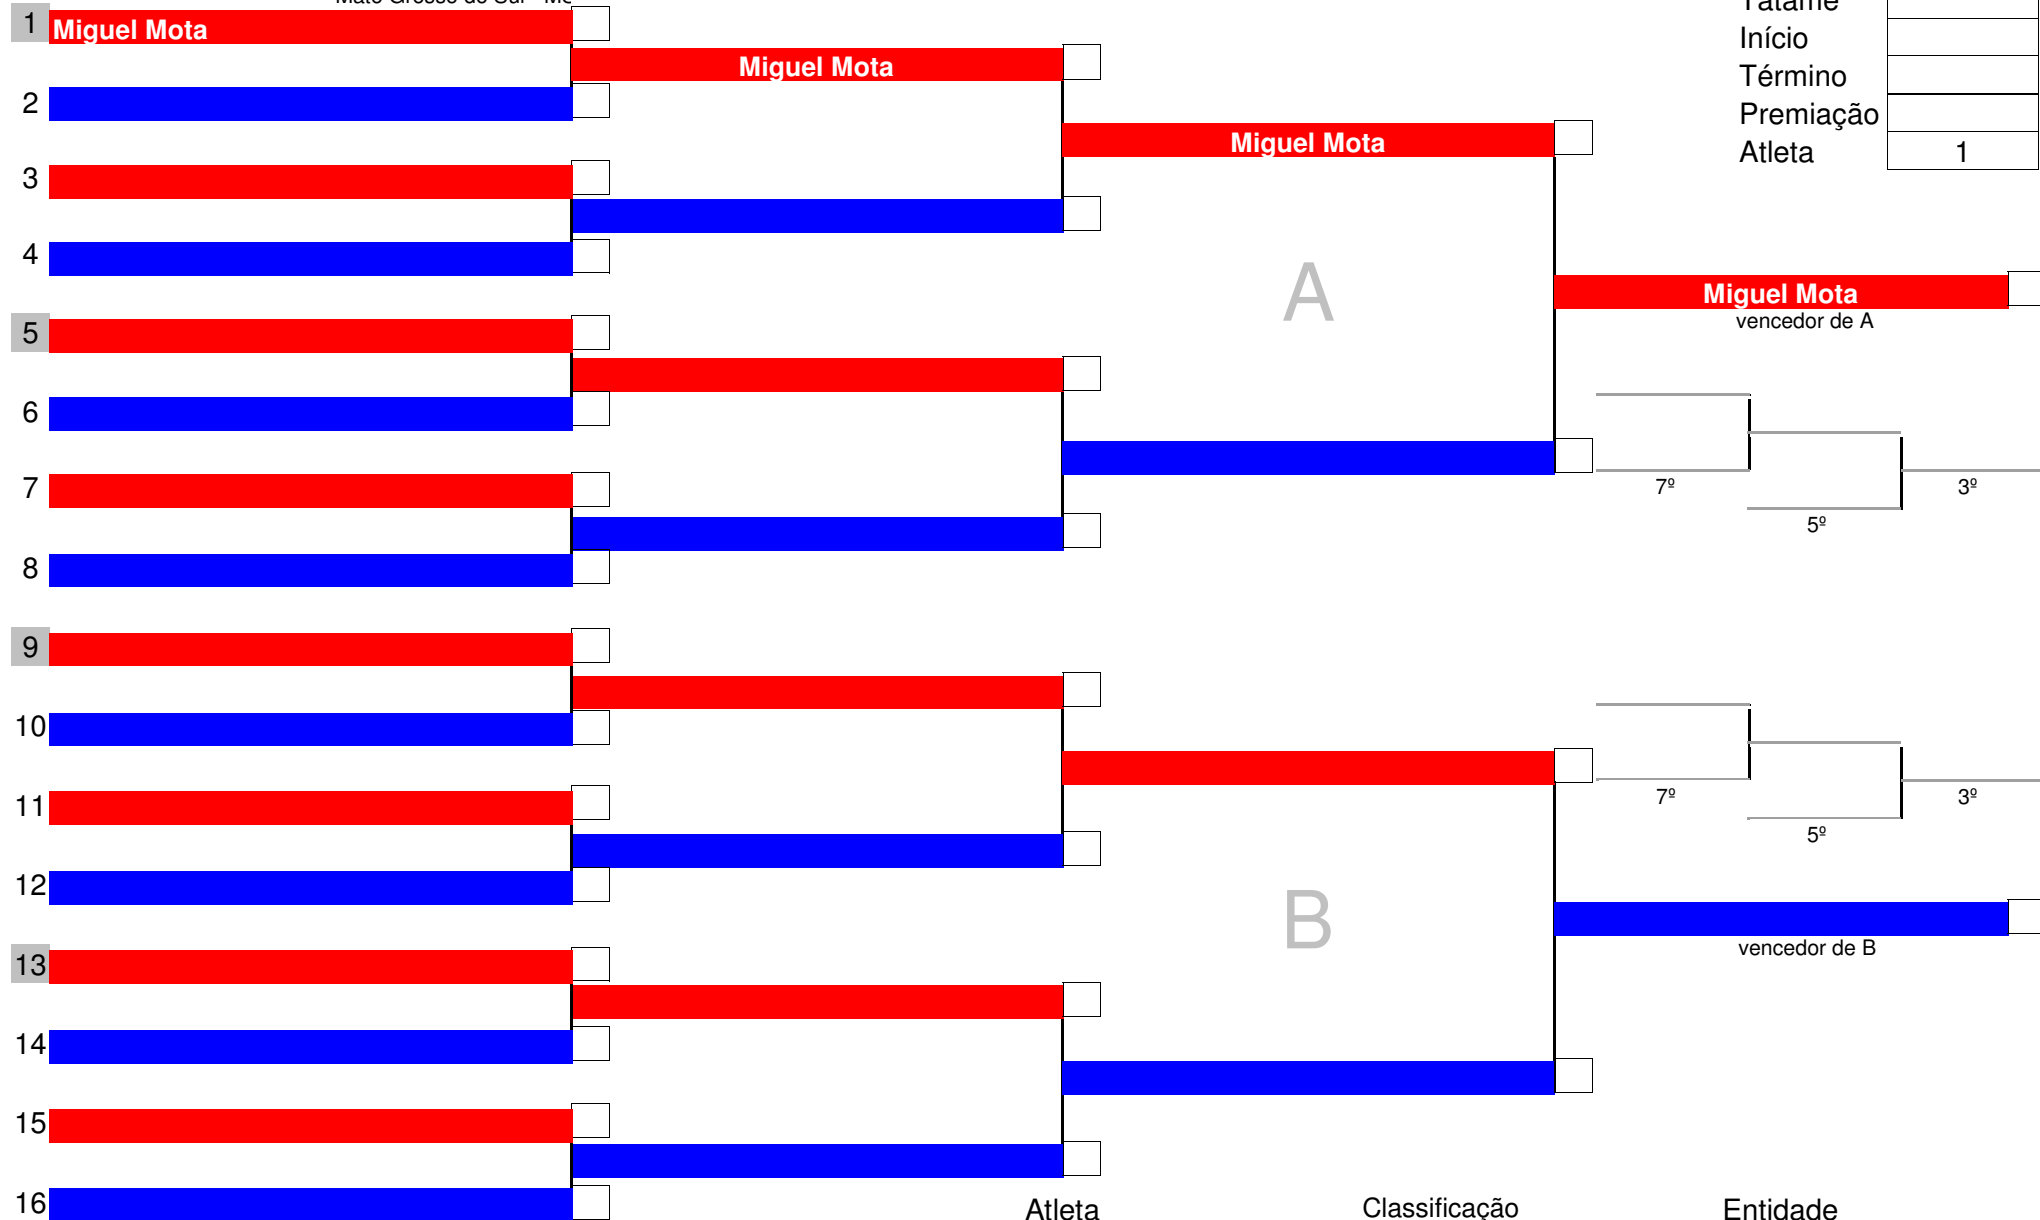 1 Miguel Mota
Tatame
Miguel Mota
Início
Término
2
Premiação
Miguel Mota
Atleta 1
3
4
A
Miguel Mota
vencedor de A
5
6
7
7º 3º
5º
8
9
10
11
7º 3º
5º
12
B
vencedor de B
13
14
15
16
Atleta Classificação Entidade